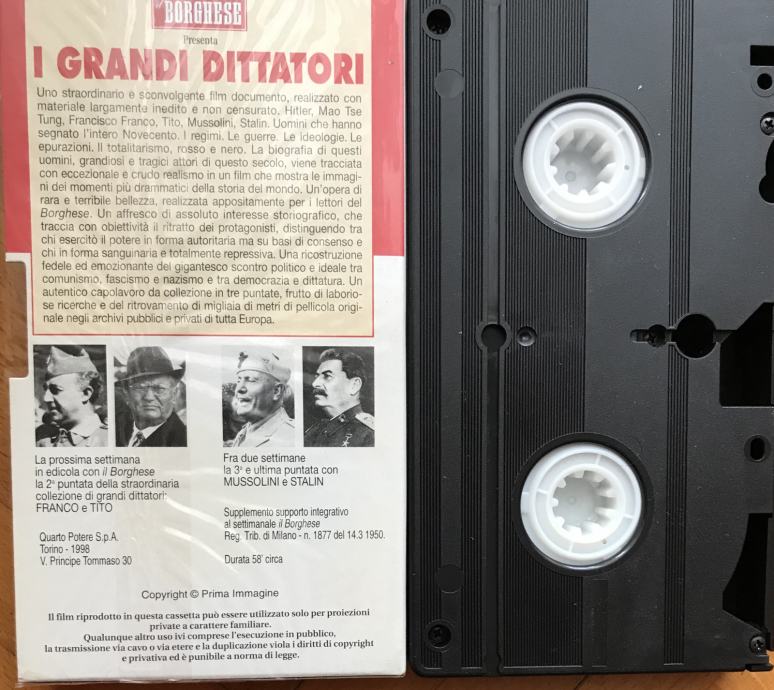 il BORGHESE
Presenta
I GRANDI DITTATORI
Uno straordinario e sconvolgente film documento, realizzato con
materiale largamente inedito e non censurato. Hitler, Mao Tse
Tung, Francisco Franco, Tito, Mussolini, Stalin. Uomini che hanno
segnato l'intero Novecento. I regimi. Le guerre. Le Ideologie. Le
epurazioni. Il totalitarismo, rosso e nero. La biografia di questi
uomini, grandiosi e tragici attori di questo secolo, viene tracciata
con eccezionale e crudo realismo in un film che mostra le immagi-
ni dei momenti più drammatici della storia del mondo. Un'opera di
rara e terribile bellezza, realizzata appositamente per i lettori del
Borghese. Un affresco di assoluto interesse storiografico, che
traccia con obiettività il ritratto dei protagonisti, distinguendo tra
chi esercitò il potere in forma autoritaria ma su basi di consenso e
chi in forma sanguinaria e totalmente repressiva. Una ricostruzione
fedele ed emozionante del gigantesco scontro politico e ideale tra
comunismo, fascismo e nazismo e tra democrazia e dittatura. Un
autentico capolavoro da collezione in tre puntate, frutto di laborio-
se ricerche e del ritrovamento di migliaia di metri di pellicola origi-
nale negli archivi pubblici e privati di tutta Europa.
La prossima settimana
in edicola con il Borghese
la 2ª puntata della straordinaria
collezione di grandi dittatori:
FRANCO e TITO
Quarto Potere S.p.A.
Torino - 1998
V. Principe Tommaso 30
Fra due settimane
la 3ª e ultima puntata con
MUSSOLINI e STALIN
Supplemento supporto integrativo
al settimanale il Borghese
Reg. Trib. di Milano - n. 1877 del 14.3 1950.
Durata 58' circa
Copyright © Prima Immagine
Il film riprodotto in questa cassetta può essere utilizzato solo per proiezioni
private a carattere familiare.
Qualunque altro uso ivi comprese l'esecuzione in pubblico,
la trasmissione via cavo o via etere e la duplicazione viola i diritti di copyright
e privativa ed è punibile a norma di legge.